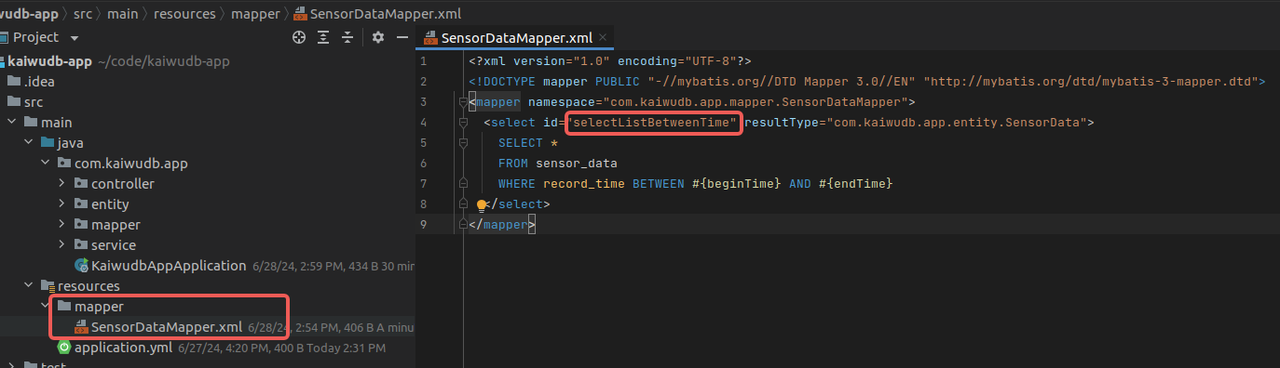 wudb-app > src > main > resources > mapper > SensorDataMapper.xml
Project
kaiwudb-app ~/code/kaiwudb-app
.idea
src
main
java
com.kaiwudb.app
controller
entity
mapper
service
KaiwudbAppApplication 6/28/24, 2:59 PM, 434 B 30 min
resources
mapper
SensorDataMapper.xml 6/28/24, 2:54 PM, 406 B A minu
application.yml 6/27/24, 4:20 PM, 400 B Today 2:31 PM
test
SensorDataMapper.xml
1 <?xml version="1.0" encoding="UTF-8"?>
2 <!DOCTYPE mapper PUBLIC "-//mybatis.org//DTD Mapper 3.0//EN" "http://mybatis.org/dtd/mybatis-3-mapper.dtd">
3 <mapper namespace="com.kaiwudb.app.mapper.SensorDataMapper">
4 <select id="selectListBetweenTime" resultType="com.kaiwudb.app.entity.SensorData">
5 SELECT *
6 FROM sensor_data
7 WHERE record_time BETWEEN #{beginTime} AND #{endTime}
8 </select>
9 </mapper>